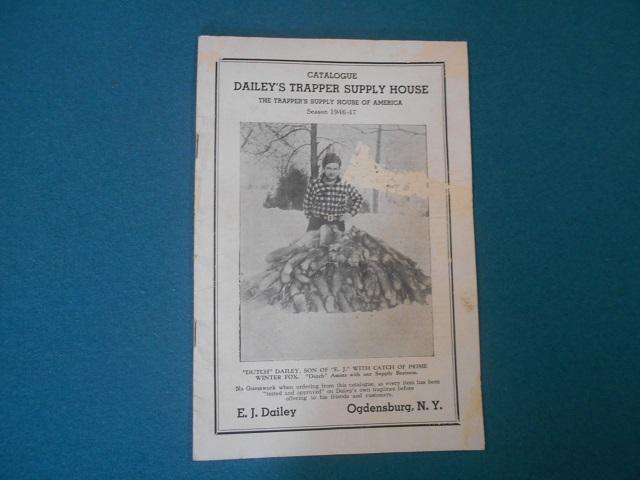 CATALOGUE
DAILEY'S TRAPPER SUPPLY HOUSE
THE TRAPPER'S SUPPLY HOUSE OF AMERICA
Season 1946-47
"DUTCH" DAILEY, SON OF "E. J." WITH CATCH OF PRIME
WINTER FOX. "Dutch" Assists with our Supply Business.
No Guesswork when ordering from this catalogue, as every item has been
"tested and approved" on Dailey's own traplines before
offering to his friends and customers.
E. J. Dailey Ogdensburg, N. Y.